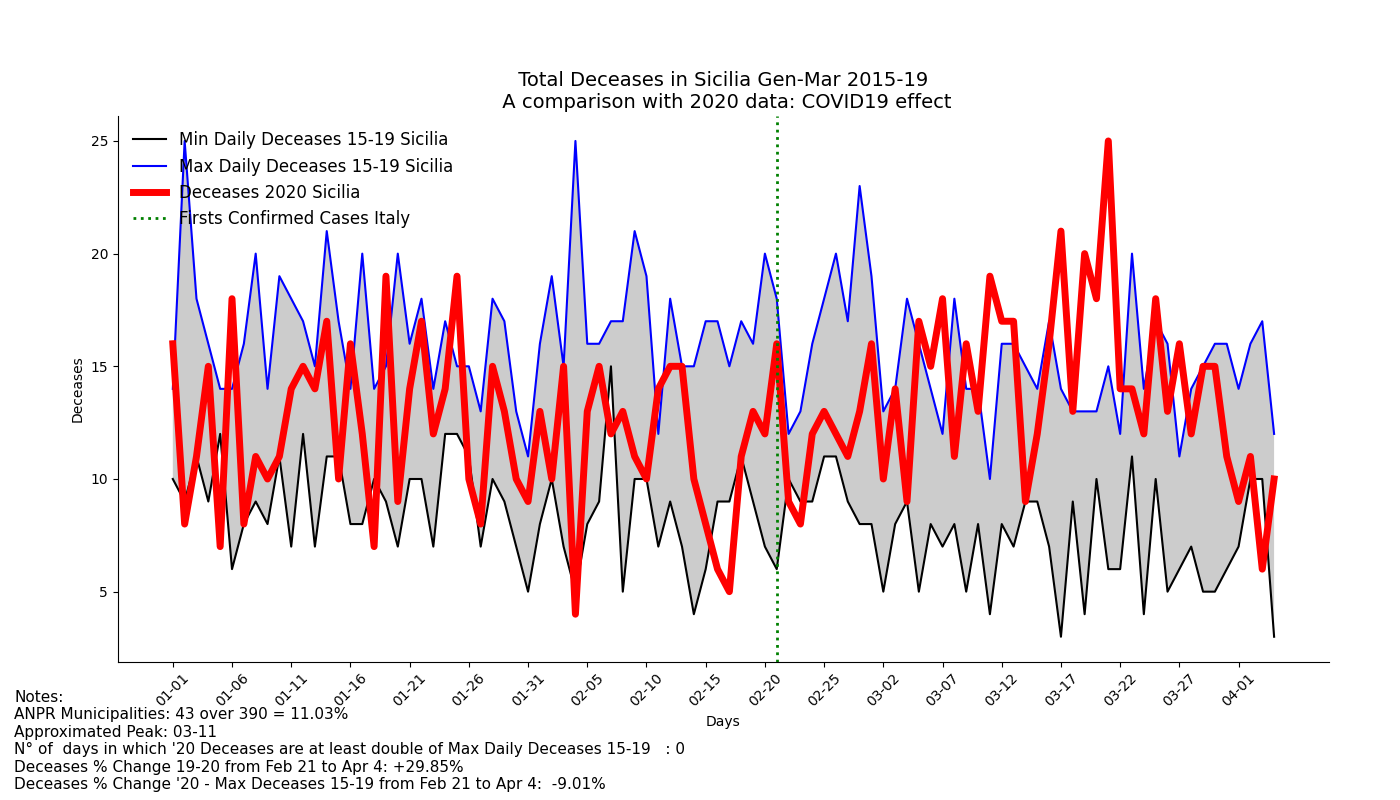 Total Deceases in Sicilia Gen-Mar 2015-19
A comparison with 2020 data: COVID19 effect
Min Daily Deceases 15-19 Sicilia
Max Daily Deceases 15-19 Sicilia
Deceases 2020 Sicilia
Firsts Confirmed Cases Italy
25
20
15
10
5
Deceases
01-01 01-06 01-11 01-16 01-21 01-26 01-31 02-05 02-10 02-15 02-20 02-25 03-02 03-07 03-12 03-17 03-22 03-27 04-01
Days
Notes:
ANPR Municipalities: 43 over 390 = 11.03%
Approximated Peak: 03-11
N° of  days in which '20 Deceases are at least double of Max Daily Deceases 15-19   : 0
Deceases % Change 19-20 from Feb 21 to Apr 4: +29.85%
Deceases % Change '20 - Max Deceases 15-19 from Feb 21 to Apr 4:  -9.01%